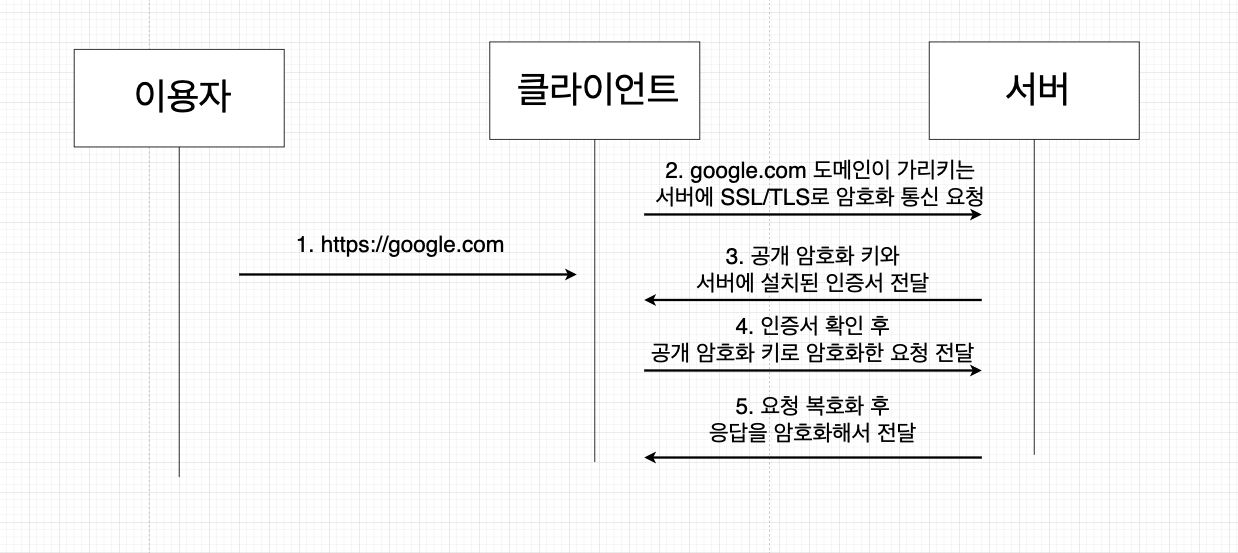 이용자
클라이언트
서버
1. https://google.com
2. google.com 도메인이 가리키는
서버에 SSL/TLS로 암호화 통신 요청
3. 공개 암호화 키와
서버에 설치된 인증서 전달
4. 인증서 확인 후
공개 암호화 키로 암호화한 요청 전달
5. 요청 복호화 후
응답을 암호화해서 전달